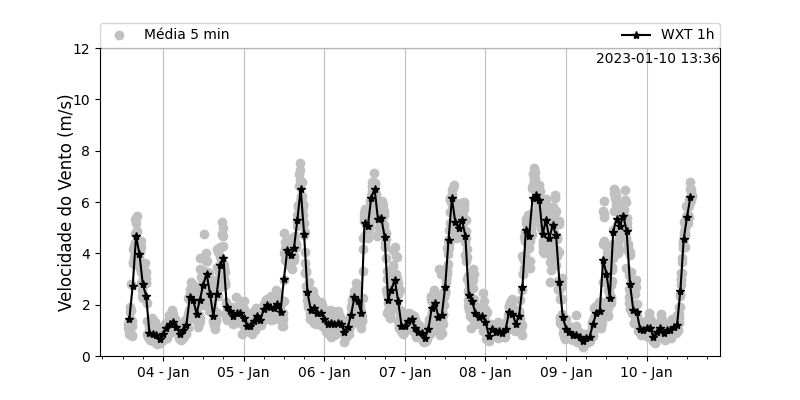 Média 5 min
WXT 1h
2023-01-10 13:36
Velocidade do Vento (m/s)
12
10
8
6
4
2
0
04 - Jan
05 - Jan
06 - Jan
07 - Jan
08 - Jan
09 - Jan
10 - Jan